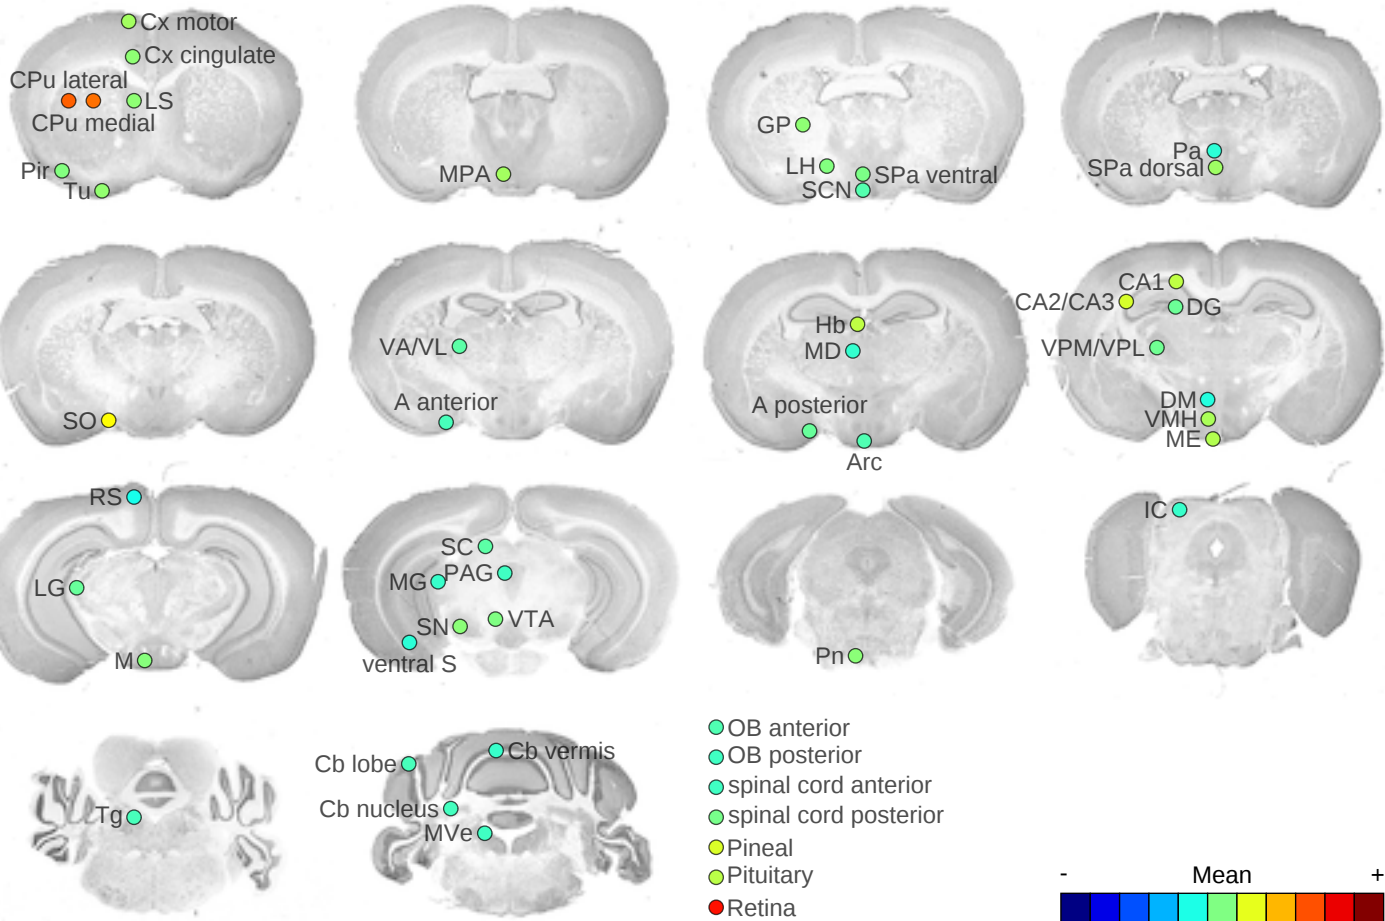 Cx motor
Cx cingulate
CPu lateral
LS
CPu medial
Pir
Tu
MPA
GP
LH
SPa ventral
SCN
Pa
SPa dorsal
SO
VA/VL
A anterior
Hb
MD
A posterior
Arc
CA1
CA2/CA3
DG
VPM/VPL
DM
VMH
ME
RS
LG
M
SC
MG
PAG
SN
VTA
ventral S
Pn
IC
Tg
Cb lobe
Cb vermis
Cb nucleus
MVe
OB anterior
OB posterior
spinal cord anterior
spinal cord posterior
Pineal
Pituitary
Retina
- Mean +